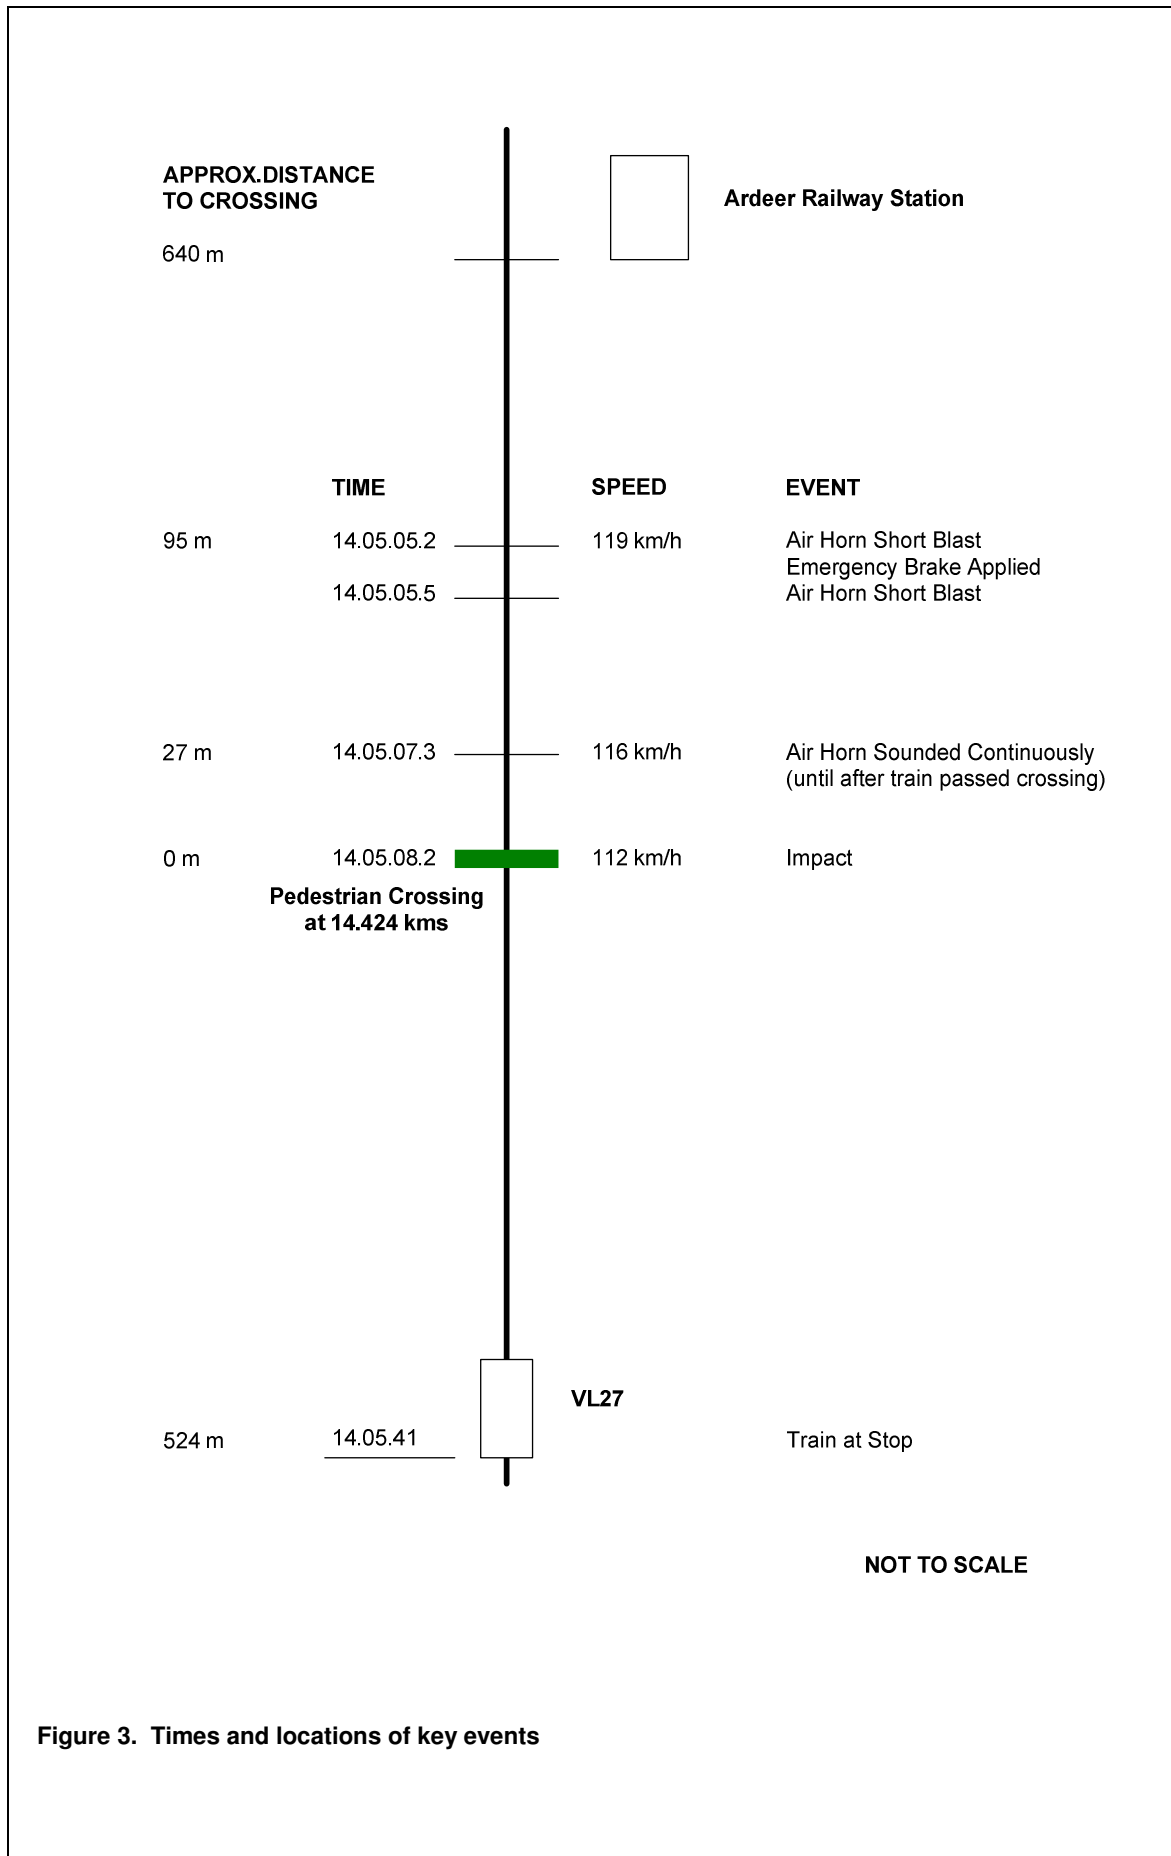 APPROX.DISTANCE
TO CROSSING
Ardeer Railway Station
640 m
TIME SPEED EVENT
95 m 14.05.05.2 119 km/h Air Horn Short Blast
Emergency Brake Applied
14.05.05.5 Air Horn Short Blast
27 m 14.05.07.3 116 km/h Air Horn Sounded Continuously
(until after train passed crossing)
0 m 14.05.08.2 112 km/h Impact
Pedestrian Crossing
at 14.424 kms
VL27
524 m 14.05.41 Train at Stop
NOT TO SCALE
Figure 3. Times and locations of key events